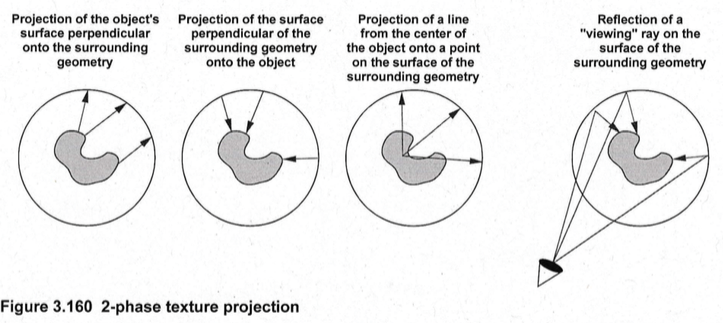 Projection of the object's
surface perpendicular
onto the surrounding
geometry
Projection of the surface
perpendicular of the
surrounding geometry
onto the object
Projection of a line
from the center of
the object onto a point
on the surface of the
surrounding geometry
Reflection of a
"viewing" ray on the
surface of the
surrounding geometry
Figure 3.160 2-phase texture projection